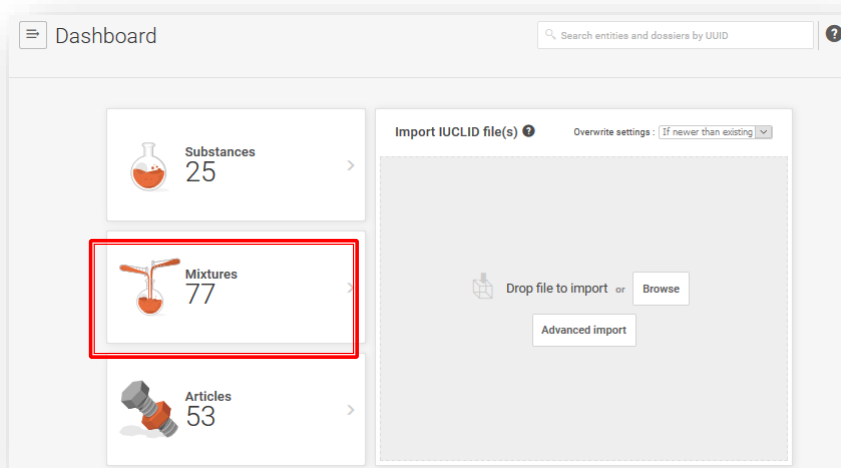 Dashboard
Search entities and dossiers by UUID
?
Substances
25
Import IUCLID file(s) ?
Overwrite settings : If newer than existing
Mixtures
77
Drop file to import or Browse
Advanced import
Articles
53